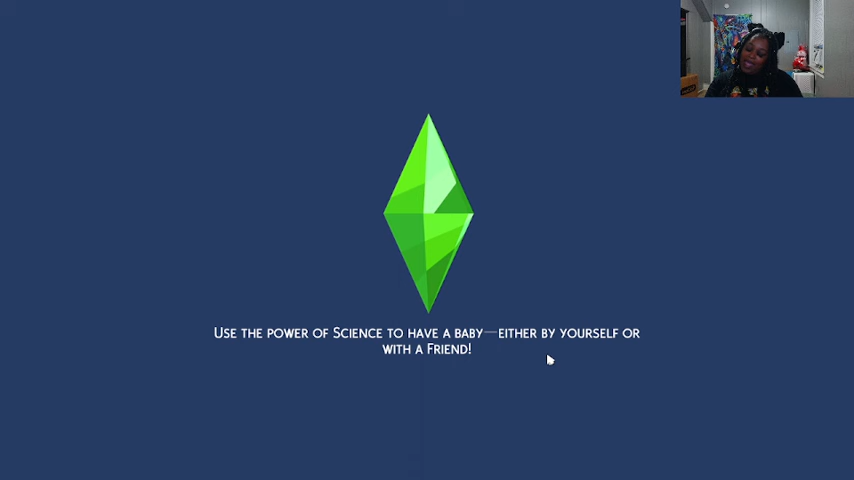 Use the power of Science to have a baby—either by yourself or
with a Friend!